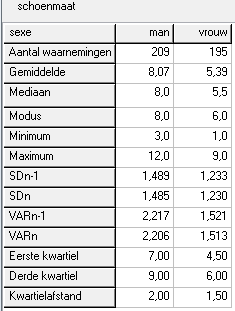 schoenmaat
sexe man vrouw
Aantal waarnemingen 209 195
Gemiddelde 8,07 5,39
Mediaan 8,0 5,5
Modus 8,0 6,0
Minimum 3,0 1,0
Maximum 12,0 9,0
SDn-1 1,489 1,233
SDn 1,485 1,230
VARn-1 2,217 1,521
VARn 2,206 1,513
Eerste kwartiel 7,00 4,50
Derde kwartiel 9,00 6,00
Kwartielafstand 2,00 1,50